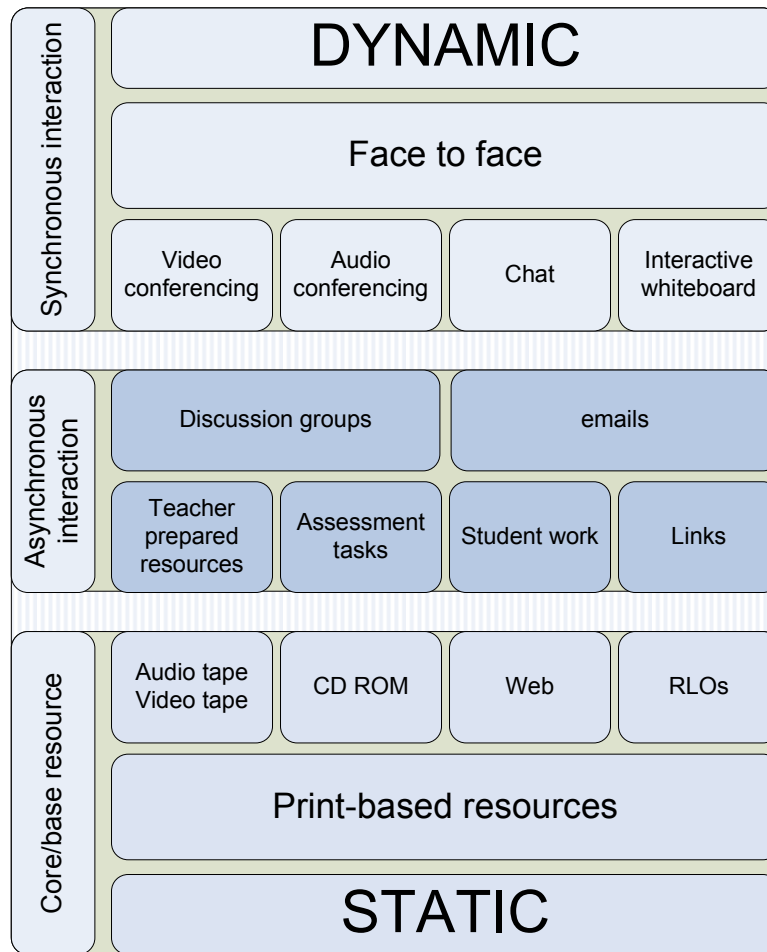 Synchronous interaction
DYNAMIC
Face to face
Video
conferencing
Audio
conferencing
Chat
Interactive
whiteboard
Asynchronous
interaction
Discussion groups
emails
Teacher
prepared
resources
Assessment
tasks
Student work
Links
Core/base resource
Audio tape
Video tape
CD ROM
Web
RLOs
Print-based resources
STATIC